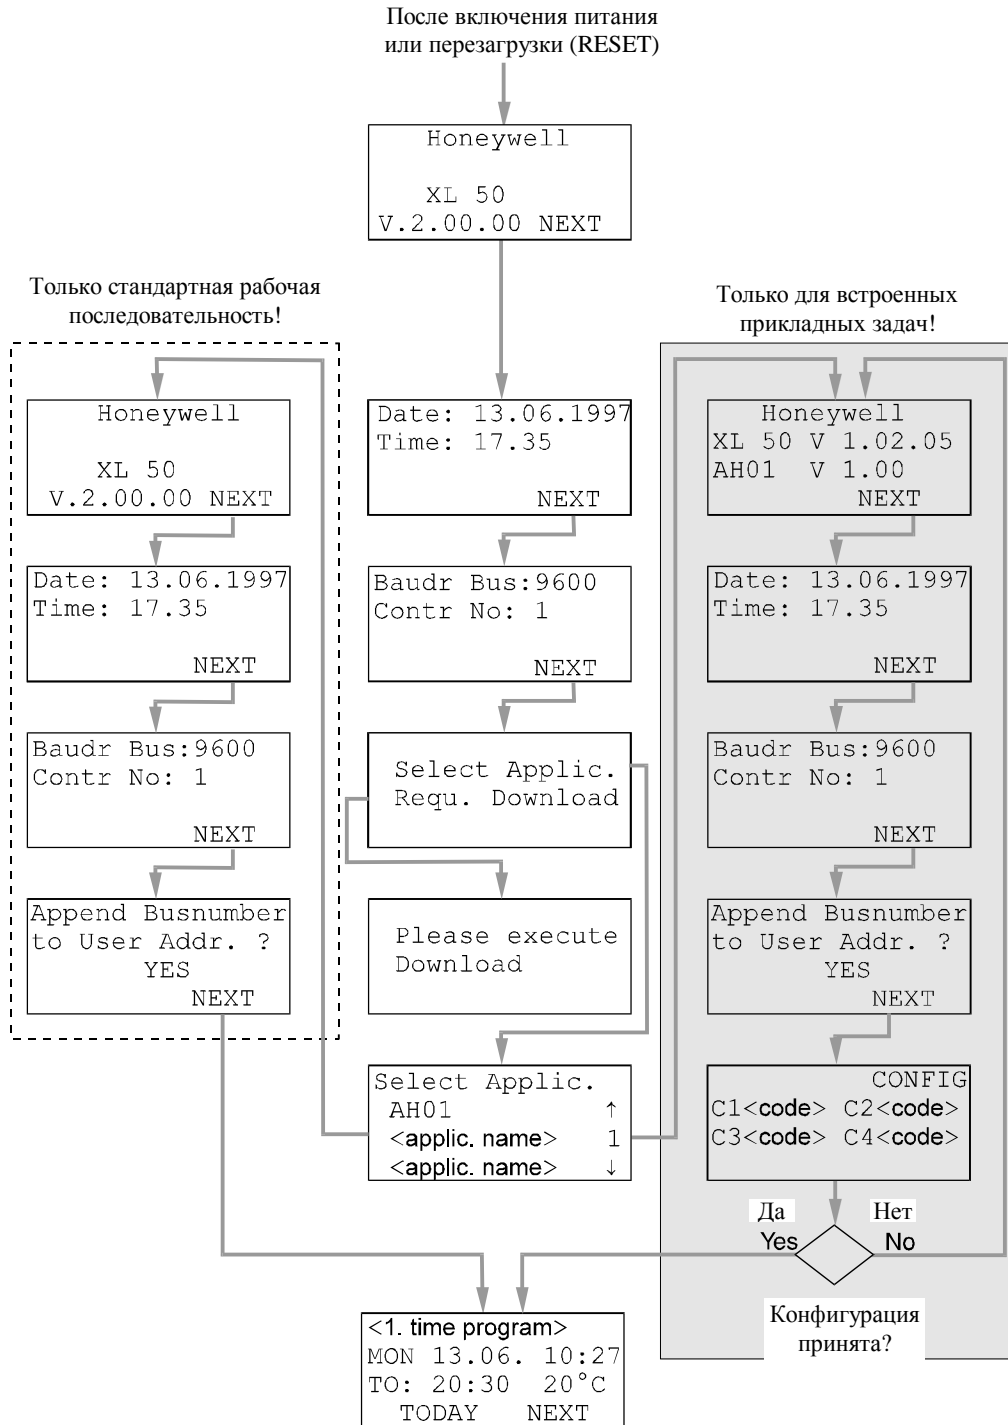 После включения питания
или перезагрузки (RESET)
Honeywell
XL 50
V.2.00.00 NEXT
Только стандартная рабочая
последовательность!
Honeywell
XL 50
V.2.00.00 NEXT
Date: 13.06.1997
Time: 17.35
NEXT
Baudr Bus:9600
Contr No: 1
NEXT
Append Busnumber
to User Addr. ?
YES
NEXT
Date: 13.06.1997
Time: 17.35
NEXT
Baudr Bus:9600
Contr No: 1
NEXT
Select Applic.
Requ. Download
Please execute
Download
Select Applic.
AH01 ↑
<applic. name> 1
<applic. name> ↓
Только для встроенных
прикладных задач!
Honeywell
XL 50 V 1.02.05
AH01 V 1.00
NEXT
Date: 13.06.1997
Time: 17.35
NEXT
Baudr Bus:9600
Contr No: 1
NEXT
Append Busnumber
to User Addr. ?
YES
NEXT
CONFIG
C1<code> C2<code>
C3<code> C4<code>
Да Нет
Yes No
Конфигурация
принята?
<1. time program>
MON 13.06. 10:27
TO: 20:30 20°C
TODAY NEXT